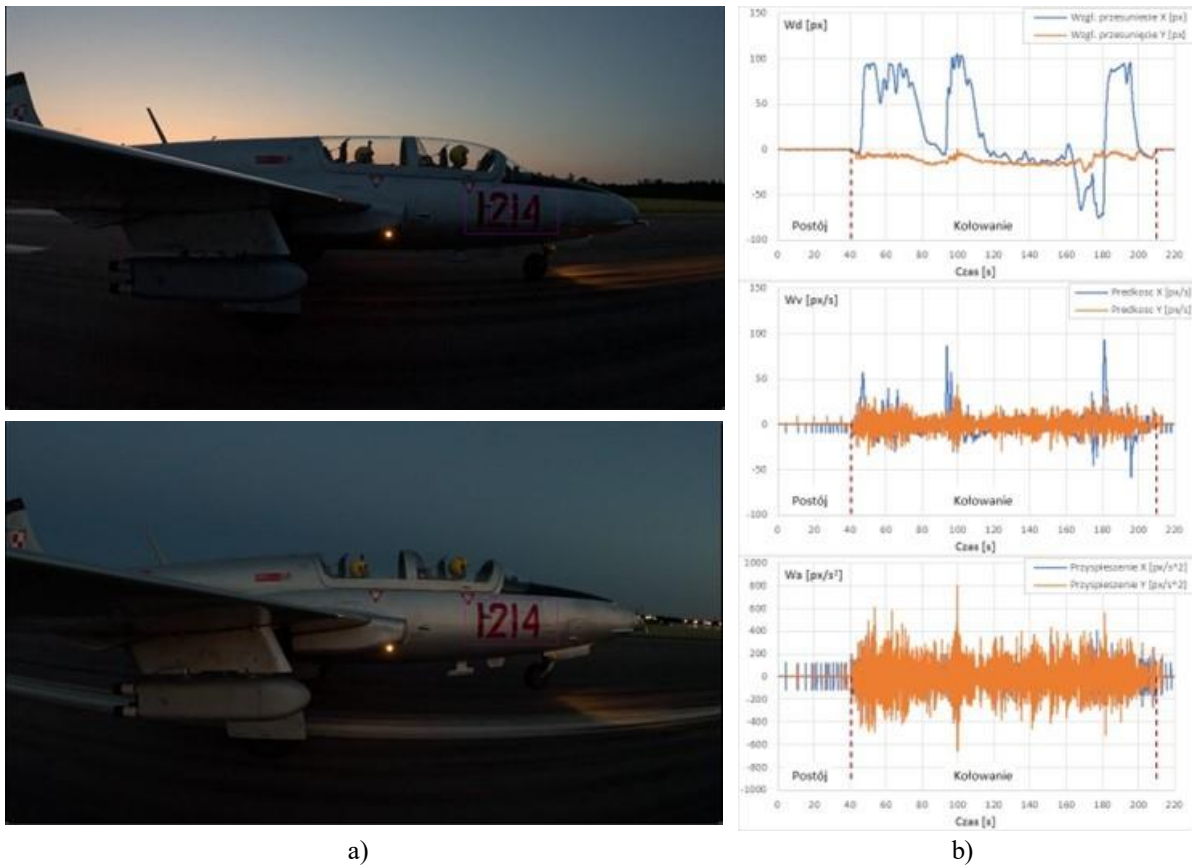 1214
1214
a)
Wd [px]
Wzgl. przesunięcie X [px]
Wzgl. przesunięcie Y [px]
150
100
50
0
-50
-100
Postój
Kołowanie
0 20 40 60 80 100 120 140 160 180 200 220
Czas [s]
Wv [px/s]
Predkosc X [px/s]
Predkosc Y [px/s]
150
100
50
0
-50
-100
Postój
Kołowanie
0 20 40 60 80 100 120 140 160 180 200 220
Czas [s]
Wa [px/s²]
Przyspieszenie X [px/s^2]
Przyspieszenie Y [px/s^2]
1000
800
600
400
200
0
-200
-400
-600
-800
-1000
Postój
Kołowanie
0 20 40 60 80 100 120 140 160 180 200 220
Czas [s]
b)